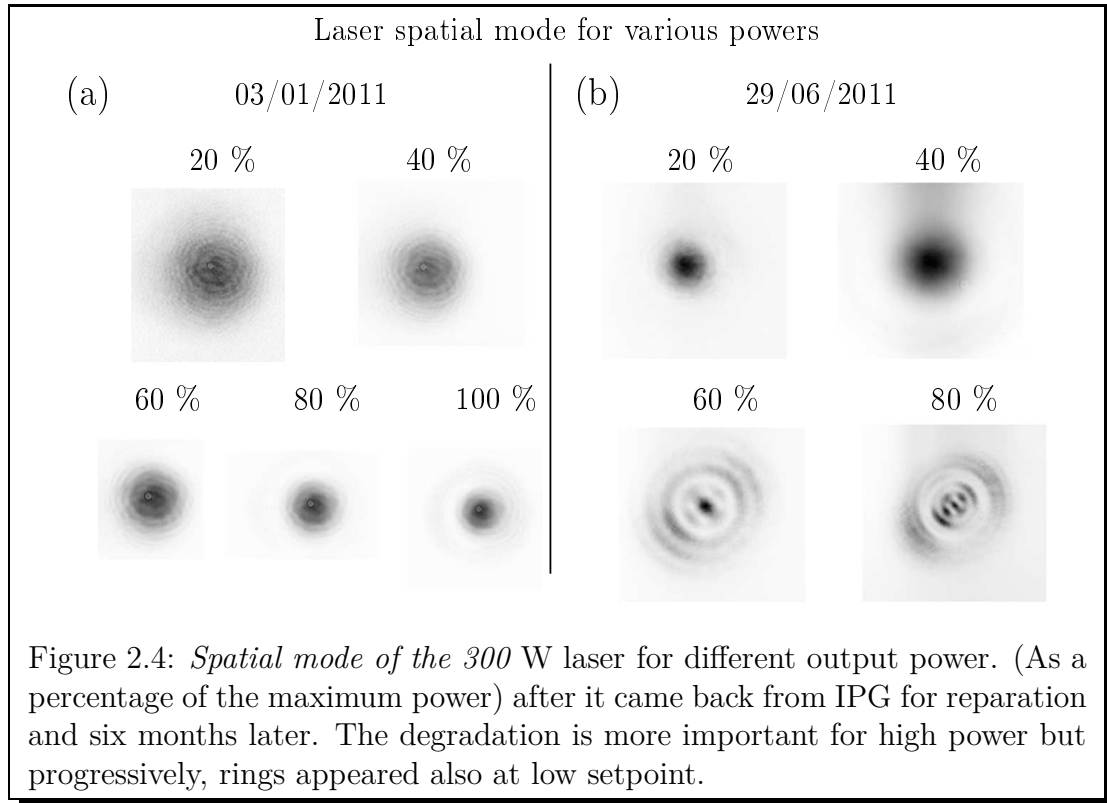 Laser spatial mode for various powers
(a) 03/01/2011
20 % 40 %
60 % 80 % 100 %
(b) 29/06/2011
20 % 40 %
60 % 80 %
Figure 2.4: Spatial mode of the 300 W laser for different output power. (As a
percentage of the maximum power) after it came back from IPG for reparation
and six months later. The degradation is more important for high power but
progressively, rings appeared also at low setpoint.